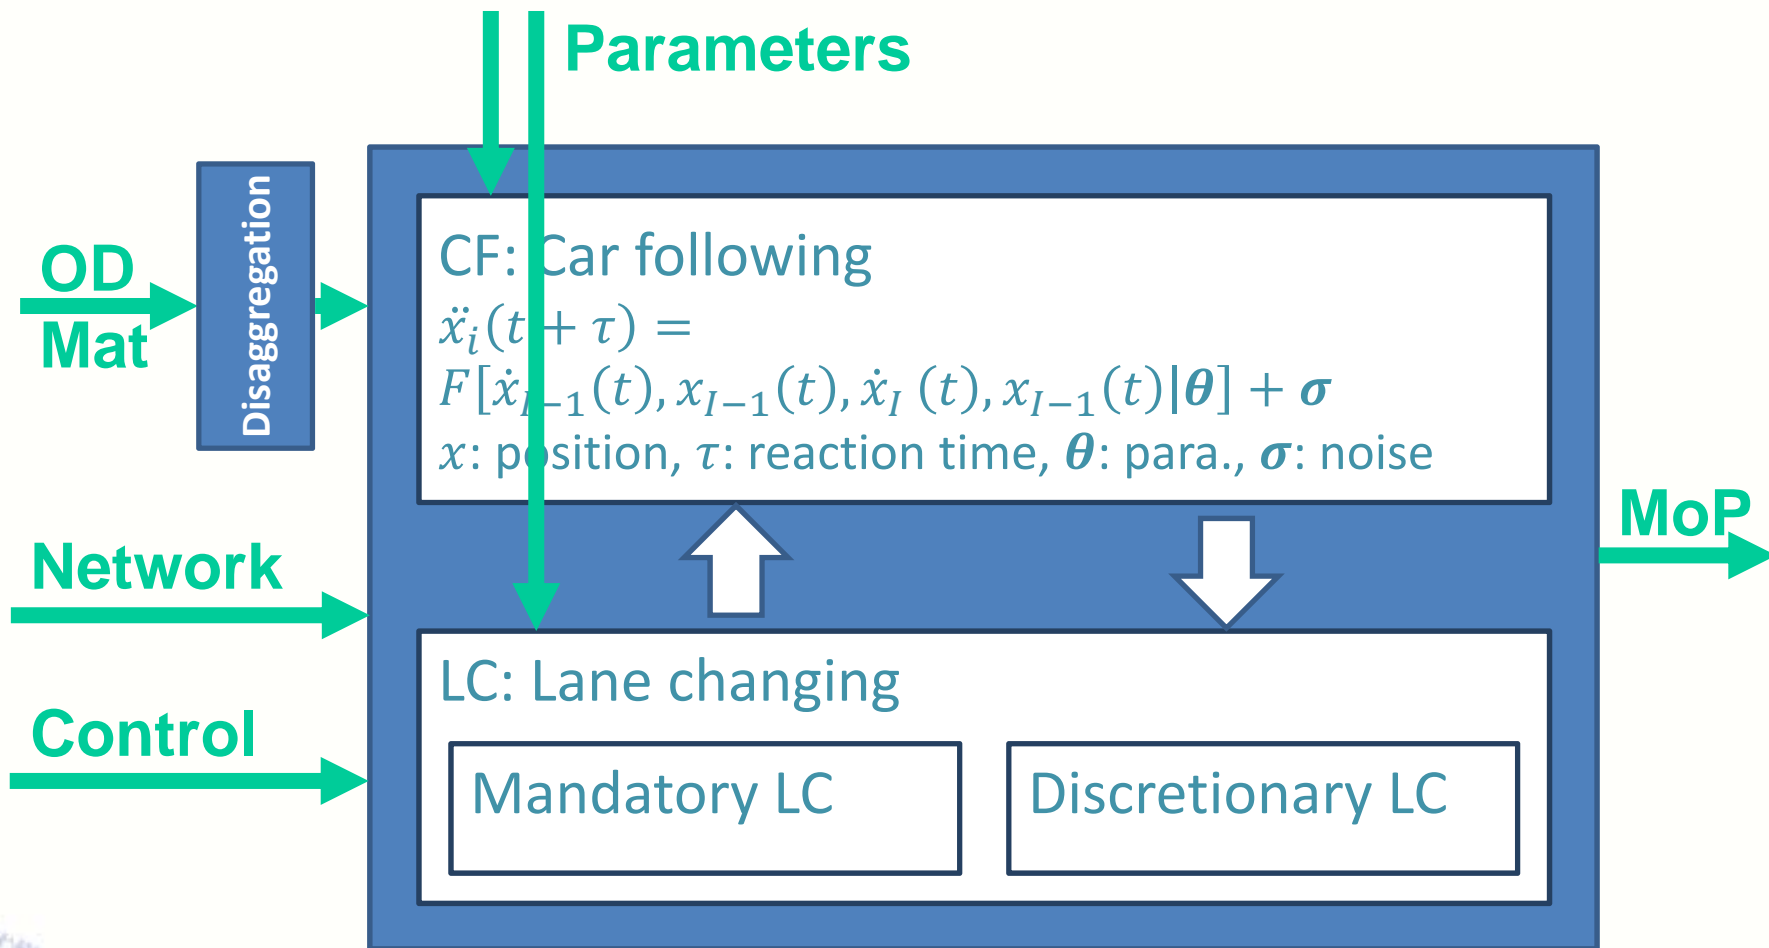 Parameters
Disaggregation
OD
Mat
CF: Car following
ẍᵢ(t + τ) =
F[ẋ_{I−1}(t), x_{I−1}(t), ẋ_I (t), x_{I−1}(t)|θ] + σ
x: position, τ: reaction time, θ: para., σ: noise
MoP
Network
LC: Lane changing
Control
Mandatory LC
Discretionary LC